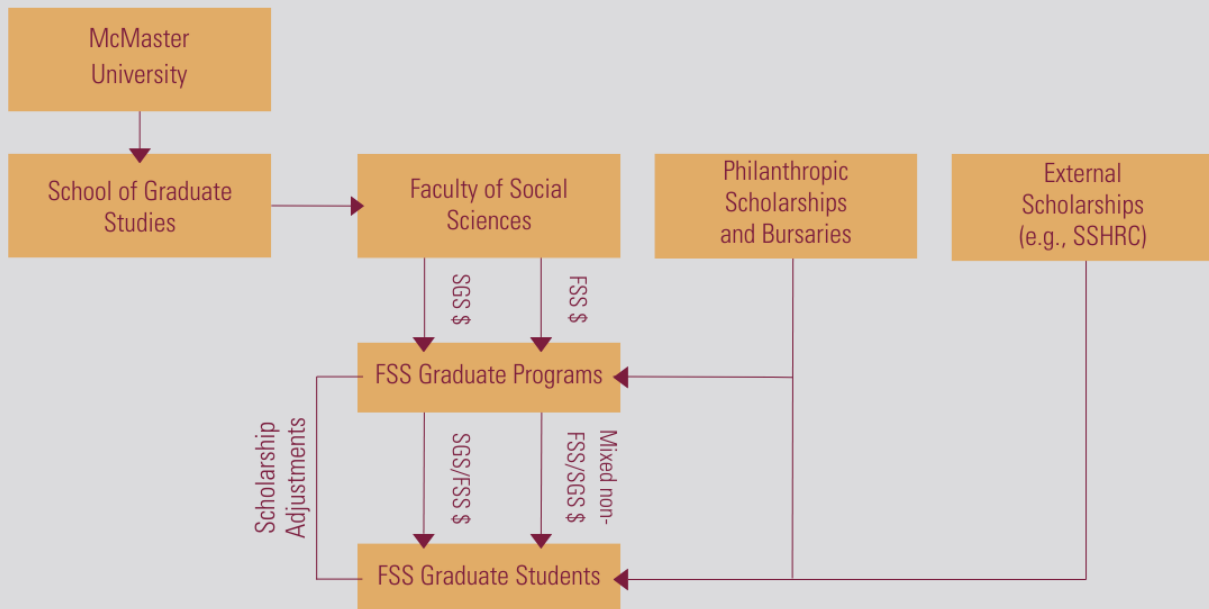 McMaster
University
School of Graduate
Studies
Faculty of Social
Sciences
Philanthropic
Scholarships
and Bursaries
External
Scholarships
(e.g., SSHRC)
SGS $
FSS $
FSS Graduate Programs
Scholarship
Adjustments
SGS/FSS $
Mixed non-
FSS/SGS $
FSS Graduate Students